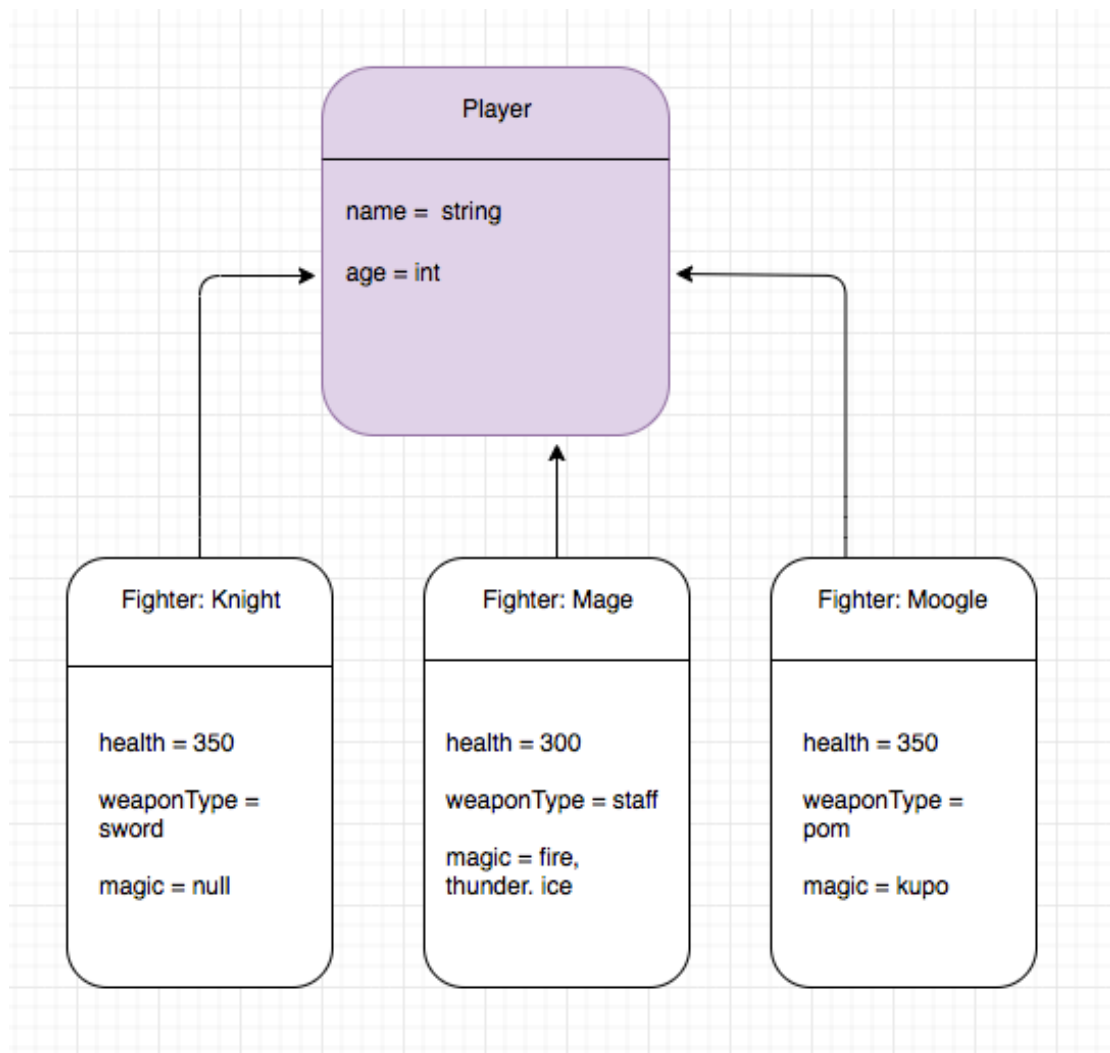 Player
name =  string
age = int
Fighter: Knight
health = 350
weaponType =
sword
magic = null
Fighter: Mage
health = 300
weaponType = staff
magic = fire,
thunder. ice
Fighter: Moogle
health = 350
weaponType =
pom
magic = kupo